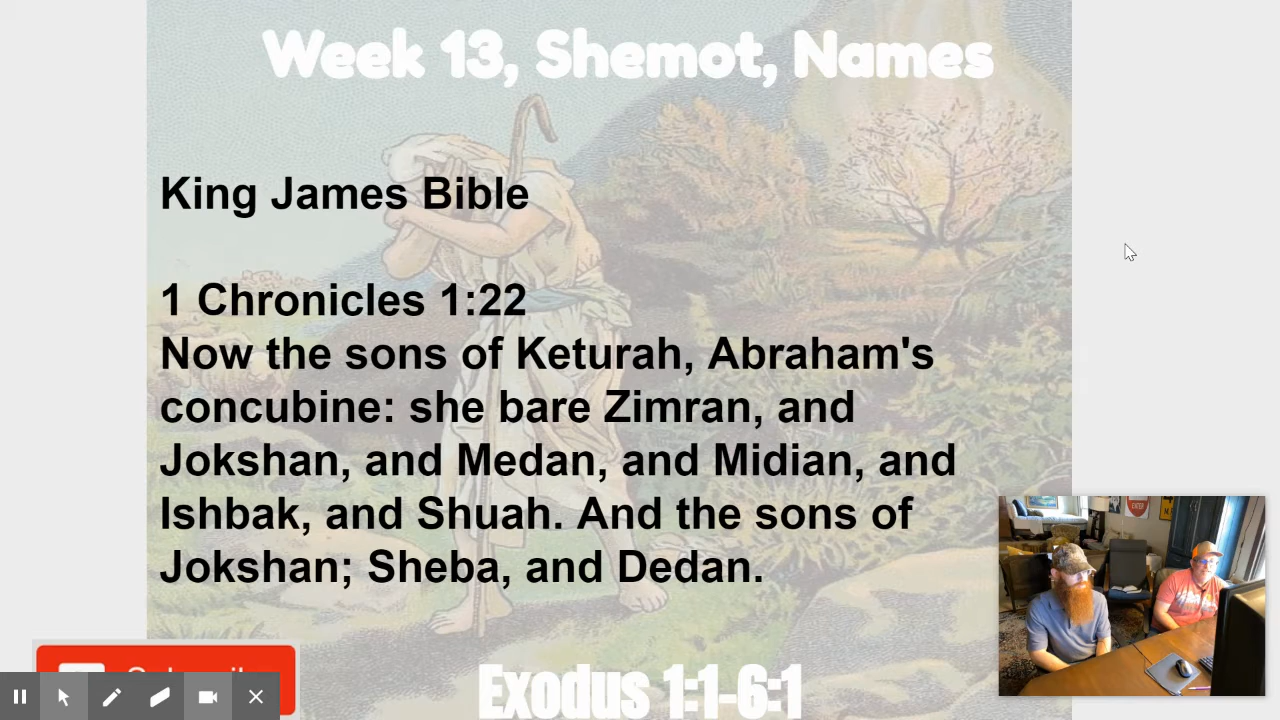 Week 13, Shemot, Names
King James Bible
1 Chronicles 1:22
Now the sons of Keturah, Abraham's
concubine: she bare Zimran, and
Jokshan, and Medan, and Midian, and
Ishbak, and Shuah. And the sons of
Jokshan; Sheba, and Dedan.
Exodus 1:1-6:1